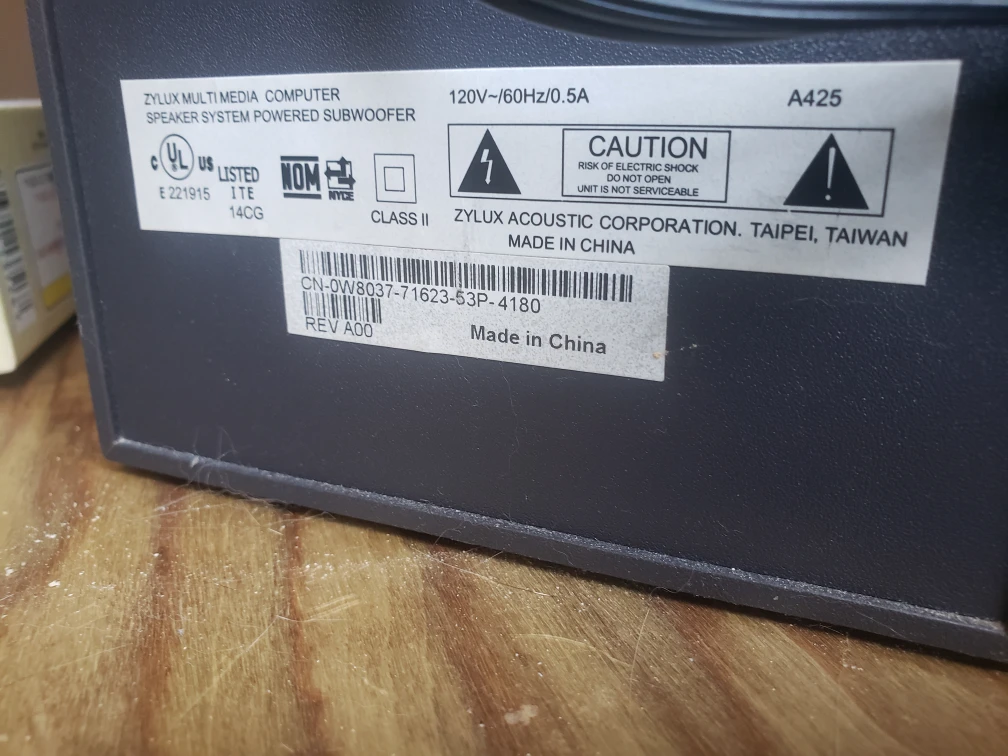 ZYLUX MULTI MEDIA COMPUTER
SPEAKER SYSTEM POWERED SUBWOOFER
120V~/60Hz/0.5A
A425
C UL US LISTED
®
E 221915
ITE
14CG
NOM
NYCE
CLASS II
CAUTION
RISK OF ELECTRIC SHOCK
DO NOT OPEN
UNIT IS NOT SERVICEABLE
ZYLUX ACOUSTIC CORPORATION. TAIPEI, TAIWAN
MADE IN CHINA
CN-0W8037-71623-53P-4180
REV A00
Made in China